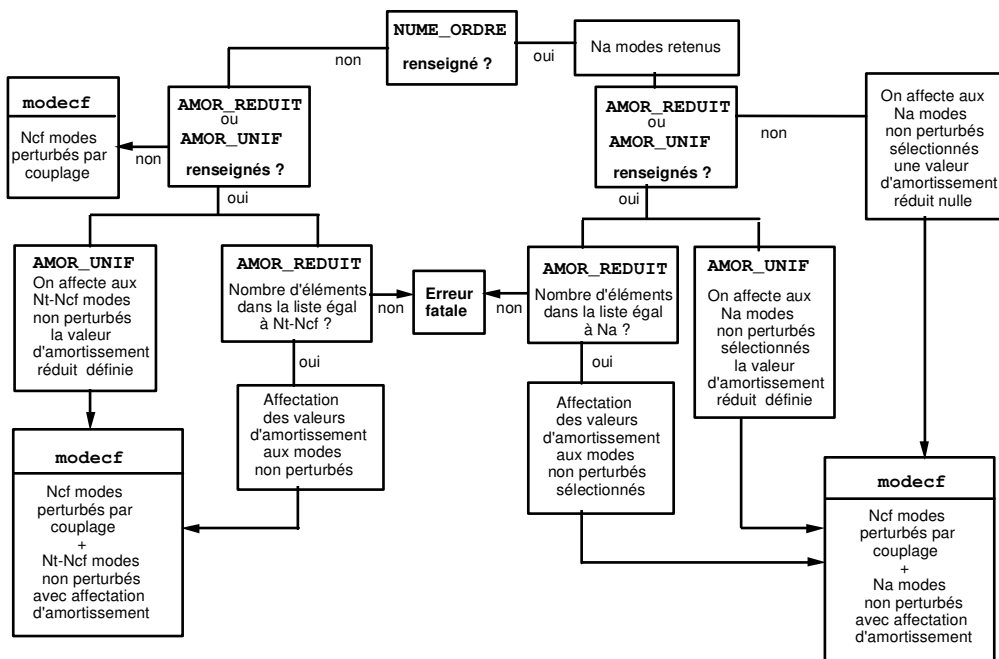 NUME_ORDRE
renseigné ?
non
oui
Na modes retenus
modecf
Ncf modes
perturbés par
couplage
non
AMOR_REDUIT
ou
AMOR_UNIF
renseignés ?
oui
AMOR_REDUIT
ou
AMOR_UNIF
renseignés ?
non
oui
On affecte aux
Na modes
non perturbés
sélectionnés
une valeur
d'amortissement
réduit nulle
AMOR_UNIF
On affecte aux
Nt-Ncf modes
non perturbés
la valeur
d'amortissement
réduit définie
AMOR_REDUIT
Nombre d'éléments
dans la liste égal
à Nt-Ncf ?
non
oui
Erreur
fatale
non
AMOR_REDUIT
Nombre d'éléments
dans la liste égal
à Na ?
oui
AMOR_UNIF
On affecte aux
Na modes
non perturbés
sélectionnés
la valeur
d'amortissement
réduit définie
Affectation
des valeurs
d'amortissement
aux modes
non perturbés
Affectation
des valeurs
d'amortissement
aux modes
non perturbés
sélectionnés
modecf
Ncf modes
perturbés par
couplage
+
Nt-Ncf modes
non perturbés
avec affectation
d'amortissement
modecf
Ncf modes
perturbés par
couplage
+
Na modes
non perturbés
avec affectation
d'amortissement